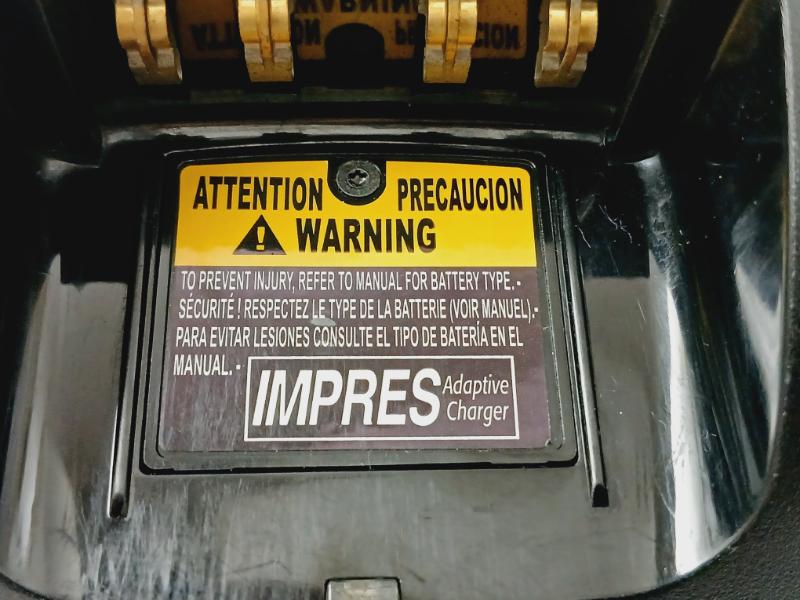 ATTENTION PRECAUCION
WARNING
TO PREVENT INJURY, REFER TO MANUAL FOR BATTERY TYPE.-
SÉCURITÉ ! RESPECTEZ LE TYPE DE LA BATTERIE (VOIR MANUEL).-
PARA EVITAR LESIONES CONSULTE EL TIPO DE BATERÍA EN EL
MANUAL. -
IMPRES Adaptive
Charger